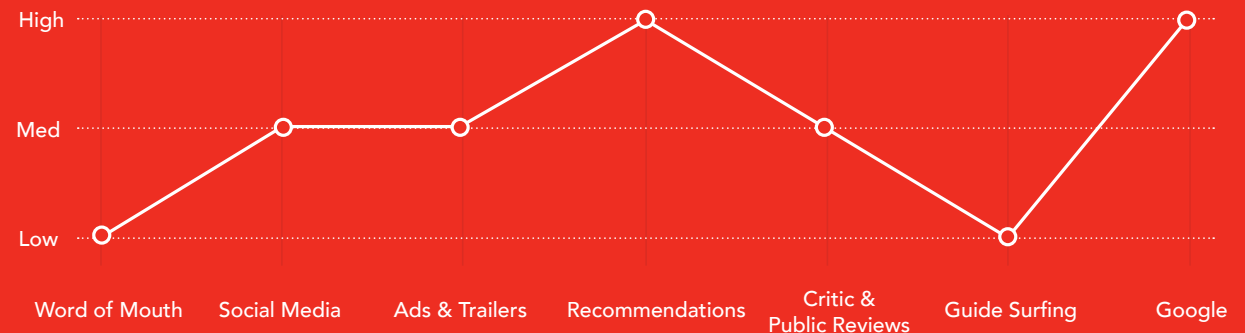 High
Med
Low
Word of Mouth
Social Media
Ads & Trailers
Recommendations
Critic &
Public Reviews
Guide Surfing
Google